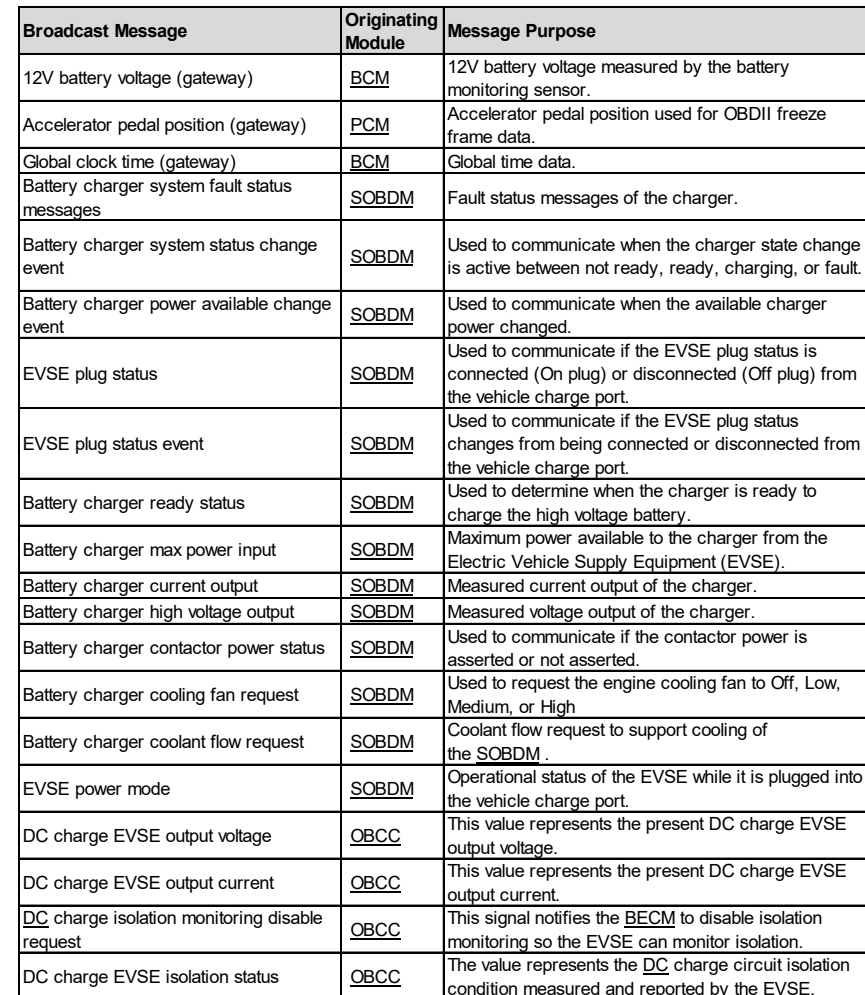 Broadcast Message
Originating
Module
Message Purpose
12V battery voltage (gateway)
BCM
12V battery voltage measured by the battery
monitoring sensor.
Accelerator pedal position (gateway)
PCM
Accelerator pedal position used for OBDII freeze
frame data.
Global clock time (gateway)
BCM
Global time data.
Battery charger system fault status
messages
SOBDM
Fault status messages of the charger.
Battery charger system status change
event
SOBDM
Used to communicate when the charger state change
is active between not ready, ready, charging, or fault.
Battery charger power available change
event
SOBDM
Used to communicate when the available charger
power changed.
EVSE plug status
SOBDM
Used to communicate if the EVSE plug status is
connected (On plug) or disconnected (Off plug) from
the vehicle charge port.
EVSE plug status event
SOBDM
Used to communicate if the EVSE plug status
changes from being connected or disconnected from
the vehicle charge port.
Battery charger ready status
SOBDM
Used to determine when the charger is ready to
charge the high voltage battery.
Battery charger max power input
SOBDM
Maximum power available to the charger from the
Electric Vehicle Supply Equipment (EVSE).
Battery charger current output
SOBDM
Measured current output of the charger.
Battery charger high voltage output
SOBDM
Measured voltage output of the charger.
Battery charger contactor power status
SOBDM
Used to communicate if the contactor power is
asserted or not asserted.
Battery charger cooling fan request
SOBDM
Used to request the engine cooling fan to Off, Low,
Medium, or High
Battery charger coolant flow request
SOBDM
Coolant flow request to support cooling of
the SOBDM .
EVSE power mode
SOBDM
Operational status of the EVSE while it is plugged into
the vehicle charge port.
DC charge EVSE output voltage
OBCC
This value represents the present DC charge EVSE
output voltage.
DC charge EVSE output current
OBCC
This value represents the present DC charge EVSE
output current.
DC charge isolation monitoring disable
request
OBCC
This signal notifies the BECM to disable isolation
monitoring so the EVSE can monitor isolation.
DC charge EVSE isolation status
OBCC
The value represents the DC charge circuit isolation
condition measured and reported by the EVSE.